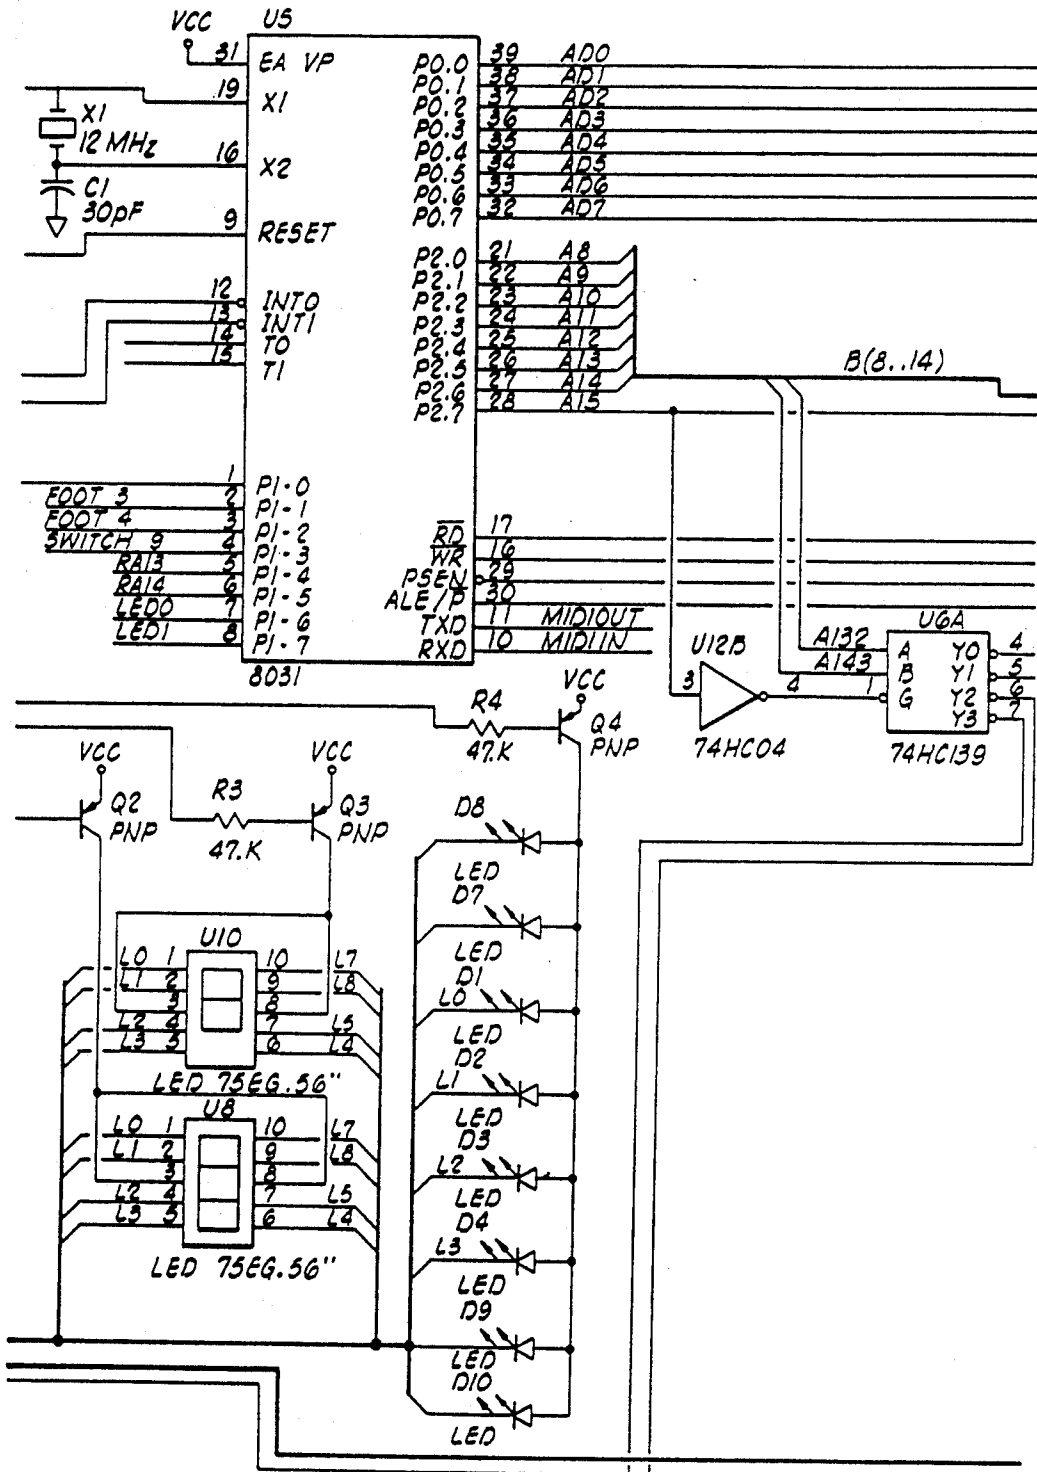 VCC
U5
31
EA VP
19
X1
X1
12 MHz
16
X2
C1
30pF
9
RESET
12
INT0
13
INT1
14
T0
15
T1
1
P1-0
FOOT 3
2
P1-1
FOOT 4
3
P1-2
SWITCH 9
4
P1-3
RA13
5
P1-4
RA14
6
P1-5
LED0
7
P1-6
LED1
8
P1-7
P0.0 39 AD0
P0.1 38 AD1
P0.2 37 AD2
P0.3 36 AD3
P0.4 35 AD4
P0.5 34 AD5
P0.6 33 AD6
P0.7 32 AD7
P2.0 21 A8
P2.1 22 A9
P2.2 23 A10
P2.3 24 A11
P2.4 25 A12
P2.5 26 A13
P2.6 27 A14
P2.7 28 A15
B(8..14)
RD 17
WR 16
PSEN 29
ALE/P 30
TXD 11 MIDIOUT
RXD 10 MIDIIN
8031
U12B
3
4
74HC04
U6A
A132
A143
1
A
B
G
Y0 4
Y1 5
Y2 6
Y3 7
74HC139
R4
47.K
VCC
Q4
PNP
VCC
Q2
PNP
R3
47.K
VCC
Q3
PNP
U10
L0 1
L1 2
3
L2 4
L3 5
10 L7
9 L8
8
7 L5
6 L4
LED 7SEG.56"
U8
L0 1
L1 2
3
L2 4
L3 5
10 L7
9 L8
8
7 L5
6 L4
LED 7SEG.56"
D8
LED
D7
LED
D1
L0
LED
D2
L1
LED
D3
L2
LED
D4
L3
LED
D9
LED
D10
LED